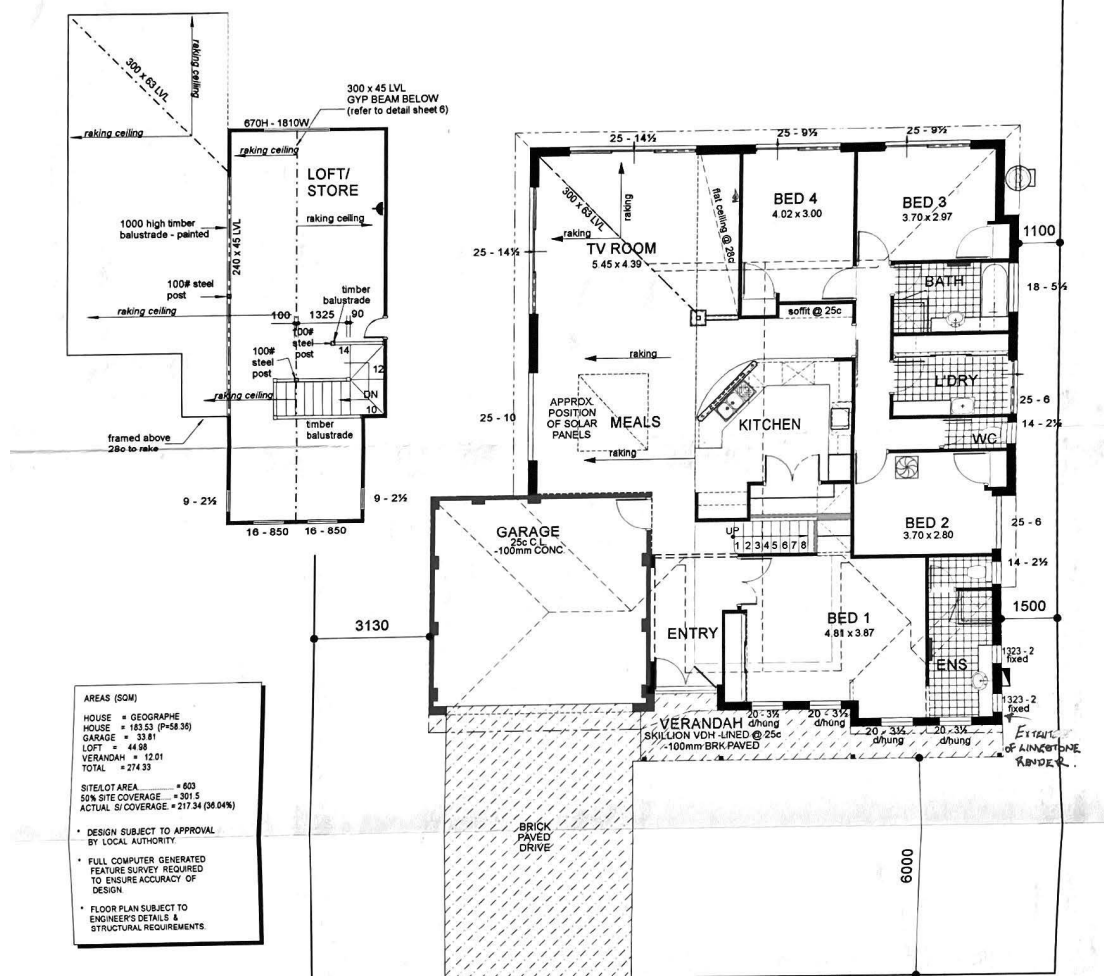 300 x 63 LVL
raking ceiling
raking ceiling
300 x 45 LVL
GYP BEAM BELOW
(refer to detail sheet 6)
670H - 1810W
raking ceiling
LOFT/
STORE
raking ceiling
1000 high timber
balustrade - painted
240 x 45 LVL
100# steel
post
timber
balustrade
raking ceiling
100
1325
90
100#
steel
post
14
100#
steel
post
12
raking ceiling
DN
10
timber
balustrade
framed above
28c to rake
9 - 2½
9 - 2½
16 - 850
16 - 850
25 - 14½
25 - 9½
25 - 9½
300 x 63 LVL
raking
raking
flat ceiling @ 28c
TV ROOM
5.45 x 4.39
25 - 14½
BED 4
4.02 x 3.00
BED 3
3.70 x 2.97
1100
BATH
18 - 5½
soffit @ 25c
raking
L'DRY
APPROX.
POSITION
OF SOLAR
PANELS
MEALS
KITCHEN
25 - 10
25 - 6
14 - 2½
WC
raking
GARAGE
25c C.L
-100mm CONC
UP
1 2 3 4 5 6 7 8
BED 2
3.70 x 2.80
25 - 6
14 - 2½
3130
1500
ENTRY
BED 1
4.81 x 3.87
ENS
1323 - 2
fixed
1323 - 2
fixed
VERANDAH
SKILLION VDH -LINED @ 25c
-100mm BRK PAVED
20 - 3½
d/hung
20 - 3½
d/hung
20 - 3½
d/hung
20 - 3½
d/hung
EXTENT
OF LIMESTONE
RENDER.
BRICK
PAVED
DRIVE
6000
AREAS (SQM)
HOUSE = GEOGRAPHE
HOUSE = 183.53 (P=58.36)
GARAGE = 33.81
LOFT = 44.98
VERANDAH = 12.01
TOTAL = 274.33
SITE/LOT AREA = 603
50% SITE COVERAGE = 301.5
ACTUAL S/ COVERAGE = 217.34 (36.04%)
* DESIGN SUBJECT TO APPROVAL
BY LOCAL AUTHORITY.
* FULL COMPUTER GENERATED
FEATURE SURVEY REQUIRED
TO ENSURE ACCURACY OF
DESIGN.
* FLOOR PLAN SUBJECT TO
ENGINEER'S DETAILS &
STRUCTURAL REQUIREMENTS.